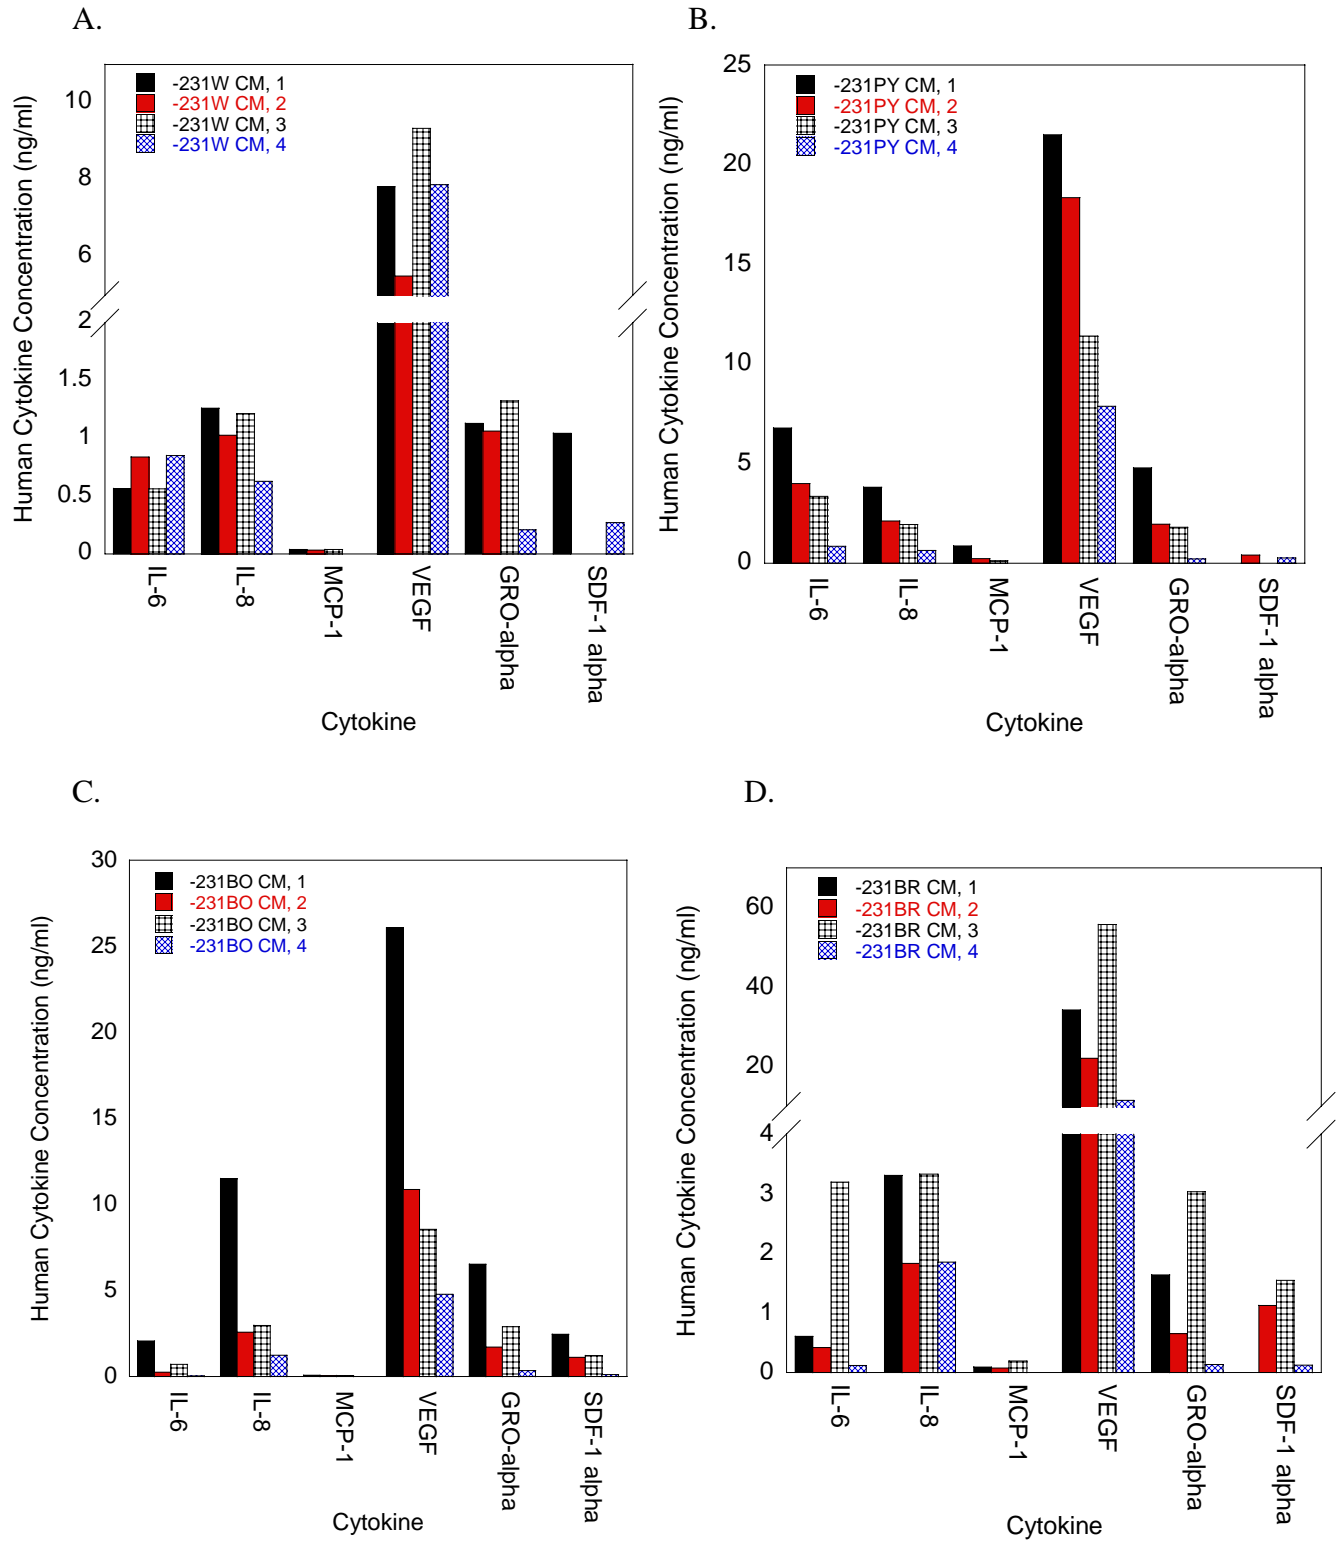 A.
Human Cytokine Concentration (ng/ml)
10
8
6
2
1.5
1
0.5
0
-231W CM, 1
-231W CM, 2
-231W CM, 3
-231W CM, 4
IL-6
IL-8
MCP-1
VEGF
GRO-alpha
SDF-1 alpha
Cytokine
B.
Human Cytokine Concentration (ng/ml)
25
20
15
10
5
0
-231PY CM, 1
-231PY CM, 2
-231PY CM, 3
-231PY CM, 4
IL-6
IL-8
MCP-1
VEGF
GRO-alpha
SDF-1 alpha
Cytokine
C.
Human Cytokine Concentration (ng/ml)
30
25
20
15
10
5
0
-231BO CM, 1
-231BO CM, 2
-231BO CM, 3
-231BO CM, 4
IL-6
IL-8
MCP-1
VEGF
GRO-alpha
SDF-1 alpha
Cytokine
D.
Human Cytokine Concentration (ng/ml)
60
40
20
4
3
2
1
0
-231BR CM, 1
-231BR CM, 2
-231BR CM, 3
-231BR CM, 4
IL-6
IL-8
MCP-1
VEGF
GRO-alpha
SDF-1 alpha
Cytokine